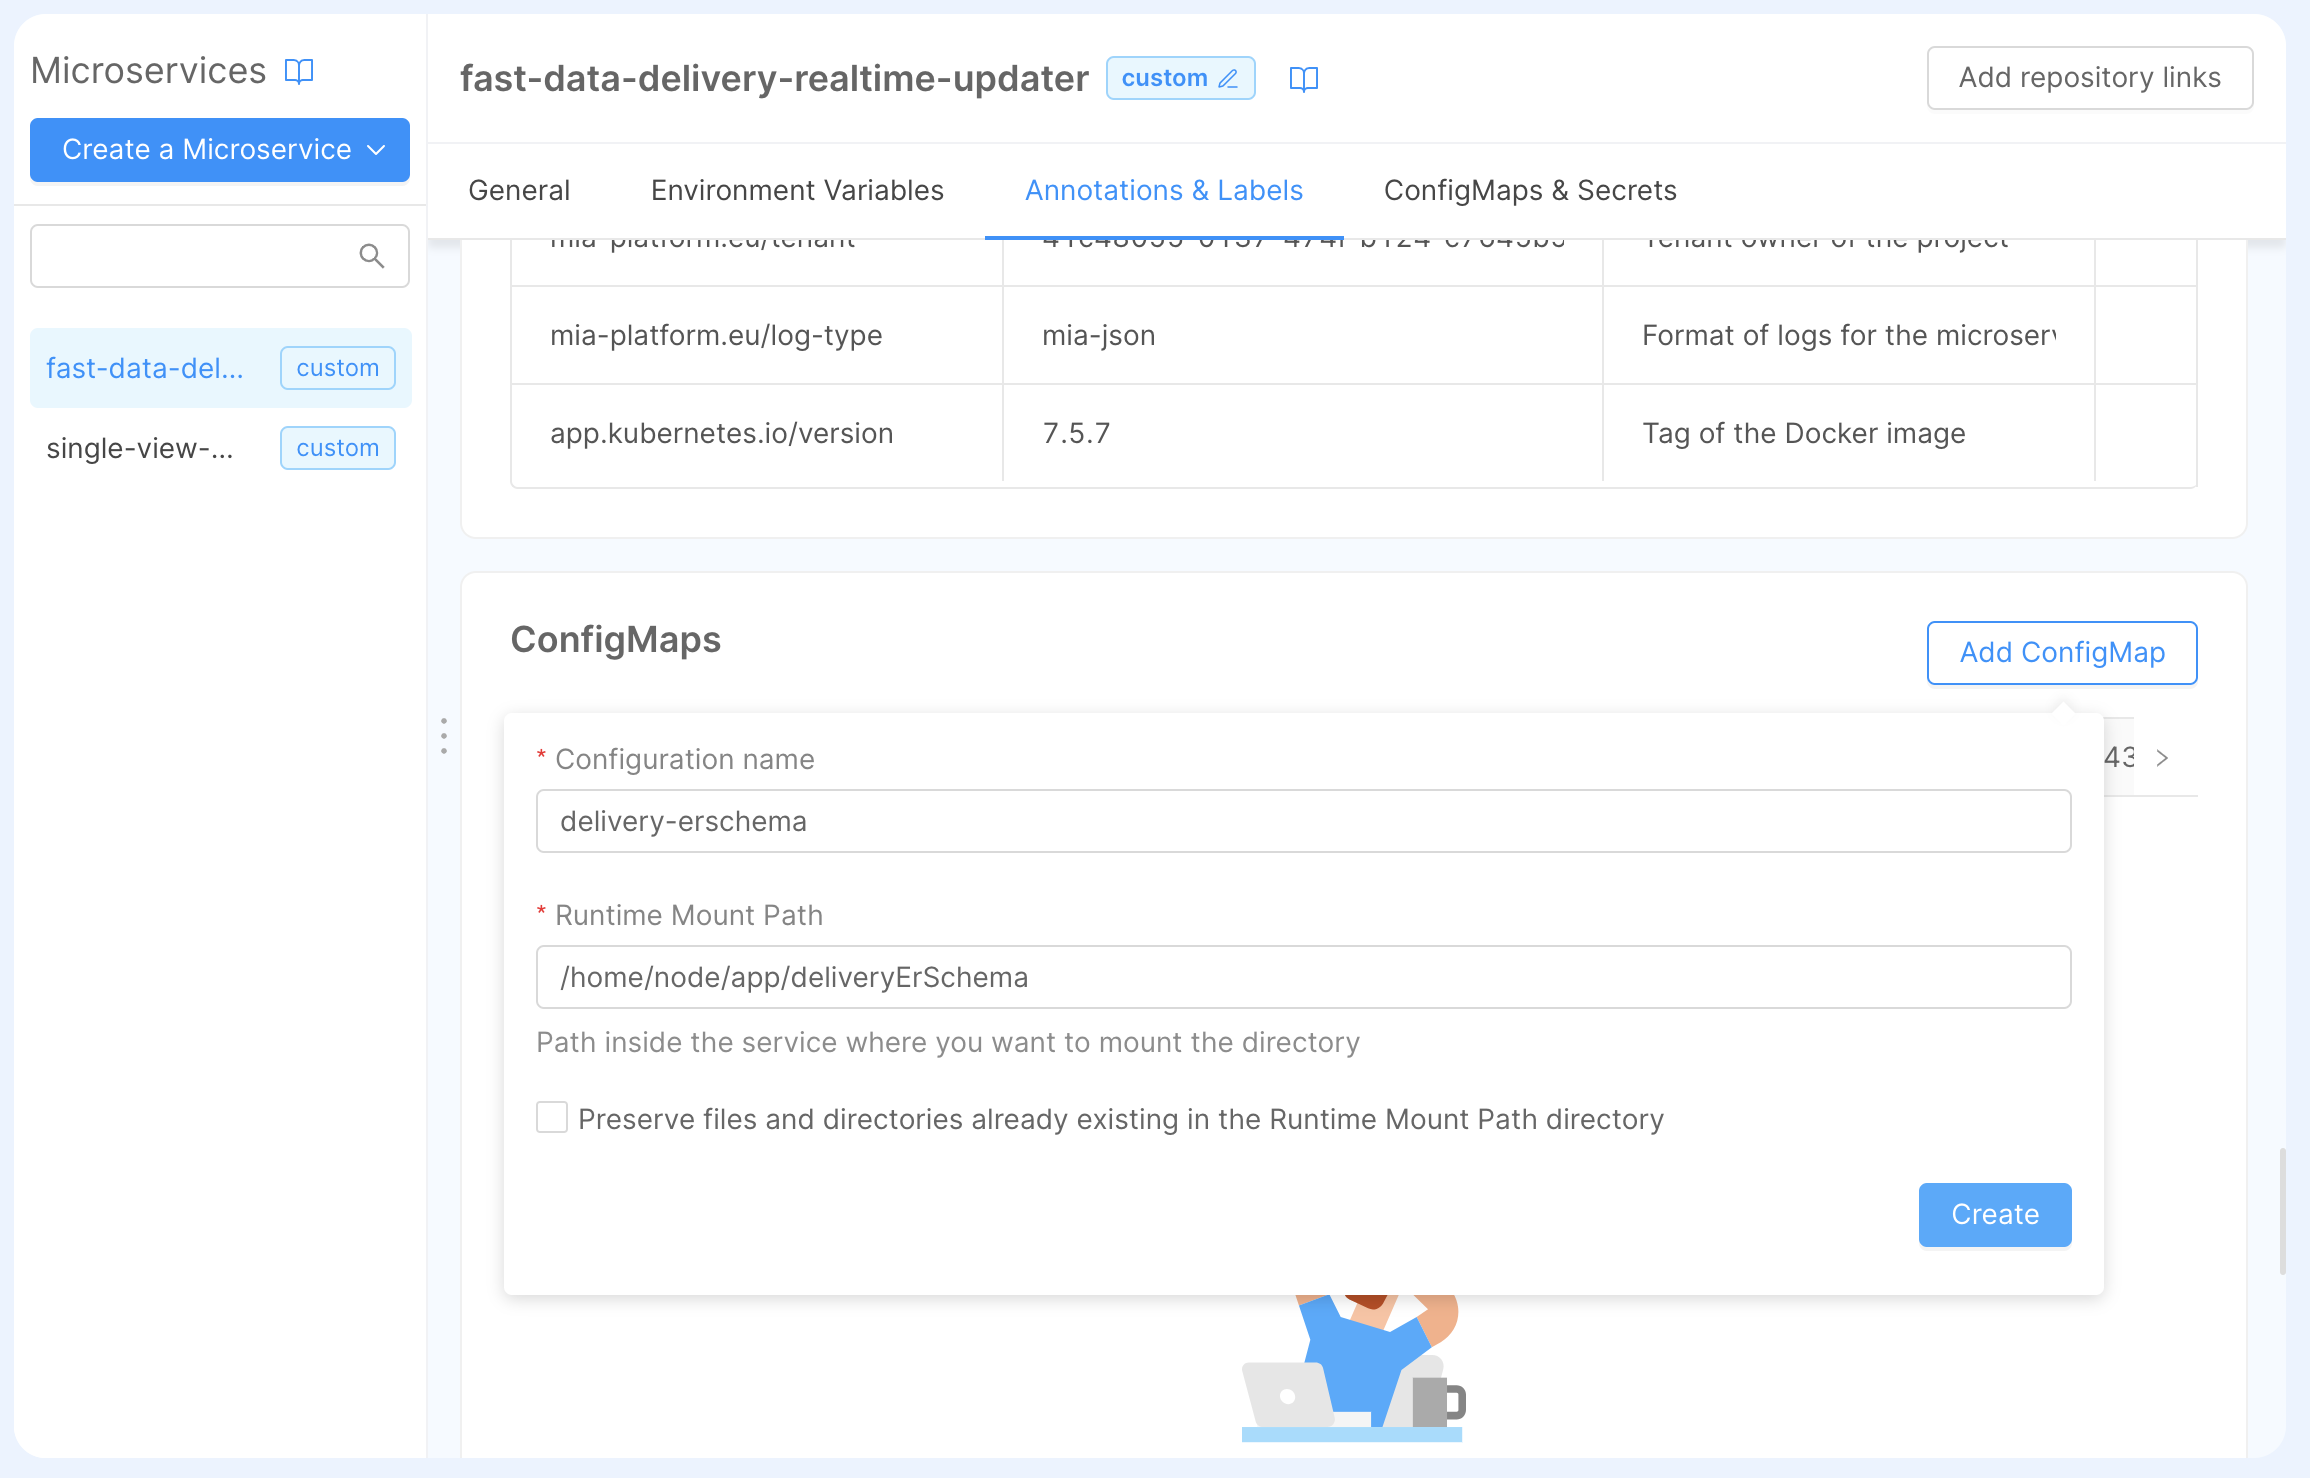 Microservices
Create a Microservice
fast-data-del... custom
single-view-... custom
fast-data-delivery-realtime-updater custom
Add repository links
General Environment Variables Annotations & Labels ConfigMaps & Secrets
mia-platform.eu/tenant Tenant owner of the project
mia-platform.eu/log-type mia-json Format of logs for the microserv
app.kubernetes.io/version 7.5.7 Tag of the Docker image
ConfigMaps
Add ConfigMap
43
* Configuration name
delivery-erschema
* Runtime Mount Path
/home/node/app/deliveryErSchema
Path inside the service where you want to mount the directory
Preserve files and directories already existing in the Runtime Mount Path directory
Create